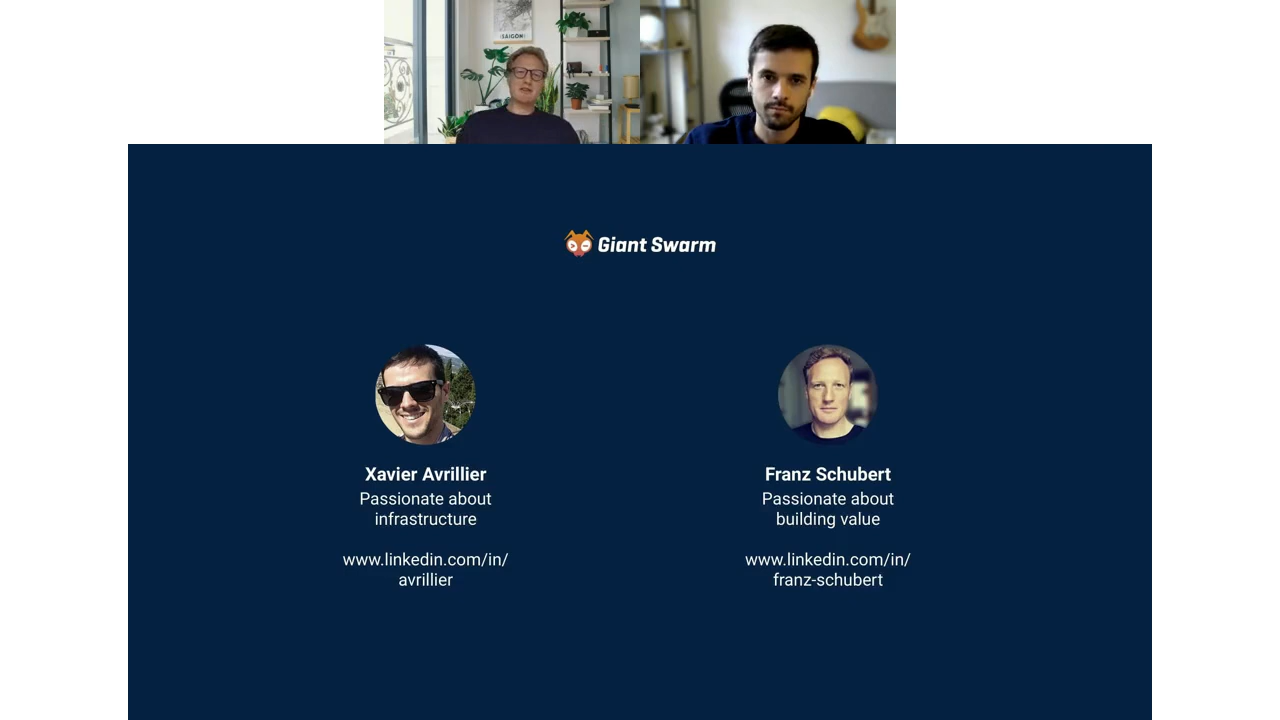 SAIGON
Giant Swarm
Xavier Avrillier
Passionate about
infrastructure
www.linkedin.com/in/
avrillier
Franz Schubert
Passionate about
building value
www.linkedin.com/in/
franz-schubert